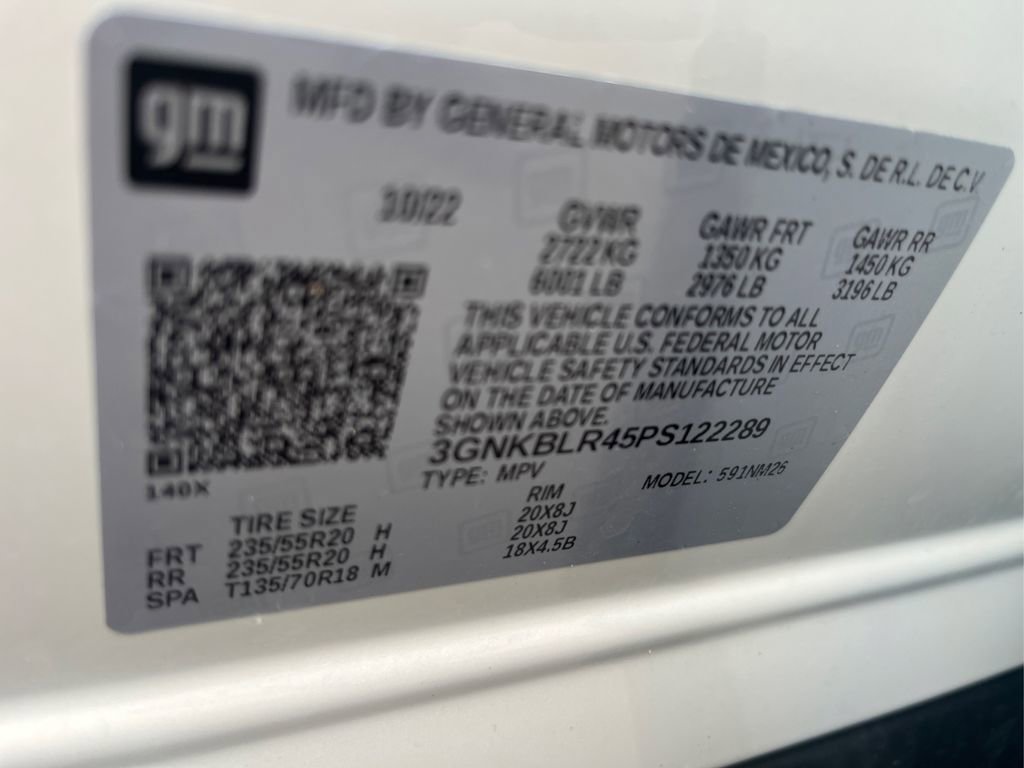 gm
MFD BY GENERAL MOTORS DE MEXICO, S. DE R.L. DE C.V.
GVWR GAWR FRT GAWR RR
2722 KG 1350 KG 1450 KG
6001 LB 2976 LB 3196 LB
THIS VEHICLE CONFORMS TO ALL
APPLICABLE U.S. FEDERAL MOTOR
VEHICLE SAFETY STANDARDS IN EFFECT
ON THE DATE OF MANUFACTURE
SHOWN ABOVE.
3GNKBLR45PS122289
TYPE: MPV MODEL: 591NM26
140X
TIRE SIZE RIM
FRT 235/55R20 H 20X8J
RR 235/55R20 H 20X8J
SPA T135/70R18 M 18X4.5B